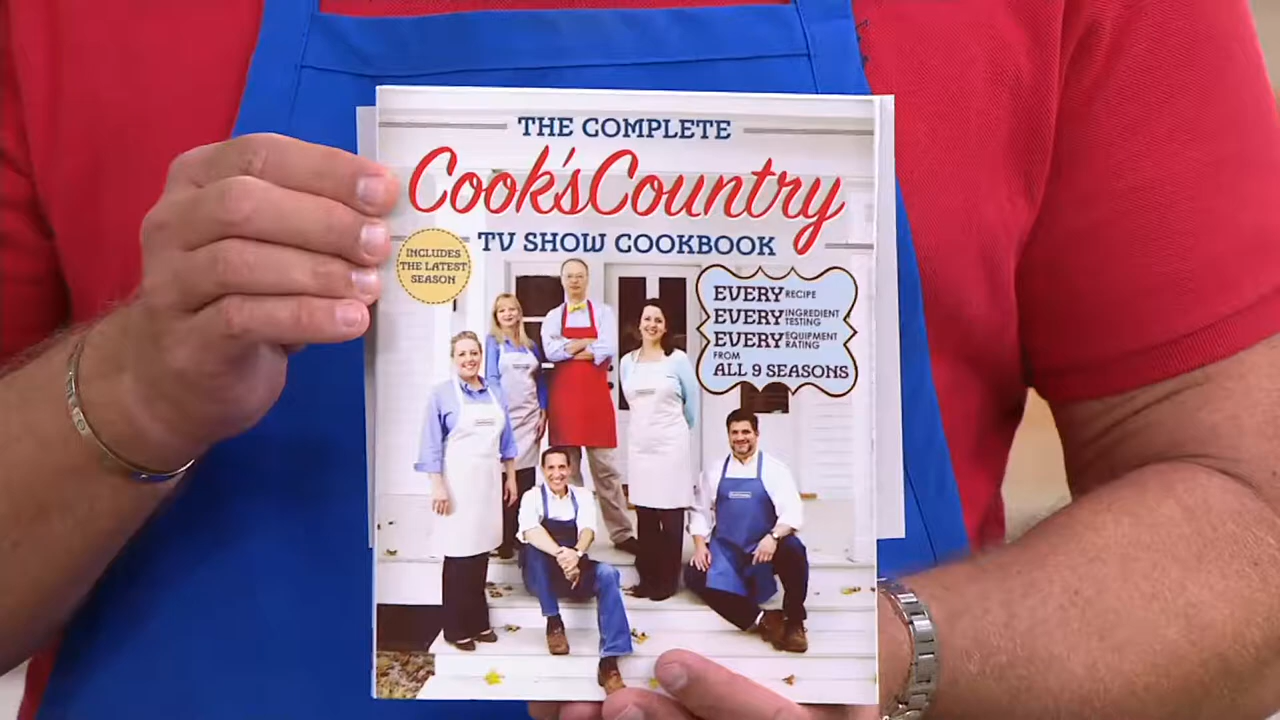 THE COMPLETE
Cook'sCountry
TV SHOW COOKBOOK
INCLUDES
THE LATEST
SEASON
EVERY RECIPE
EVERY INGREDIENT TESTING
EVERY EQUIPMENT RATING
FROM
ALL 9 SEASONS